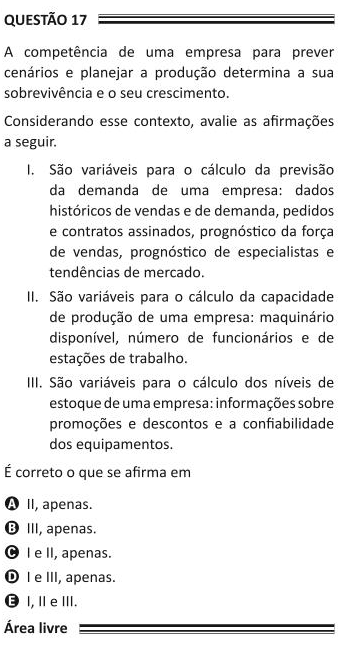 QUESTÃO 17
A competência de uma empresa para prever
cenários e planejar a produção determina a sua
sobrevivência e o seu crescimento.
Considerando esse contexto, avalie as afirmações
a seguir.
I. São variáveis para o cálculo da previsão
da demanda de uma empresa: dados
históricos de vendas e de demanda, pedidos
e contratos assinados, prognóstico da força
de vendas, prognóstico de especialistas e
tendências de mercado.
II. São variáveis para o cálculo da capacidade
de produção de uma empresa: maquinário
disponível, número de funcionários e de
estações de trabalho.
III. São variáveis para o cálculo dos níveis de
estoque de uma empresa: informações sobre
promoções e descontos e a confiabilidade
dos equipamentos.
É correto o que se afirma em
A II, apenas.
B III, apenas.
C I e II, apenas.
D I e III, apenas.
E I, II e III.
Área livre